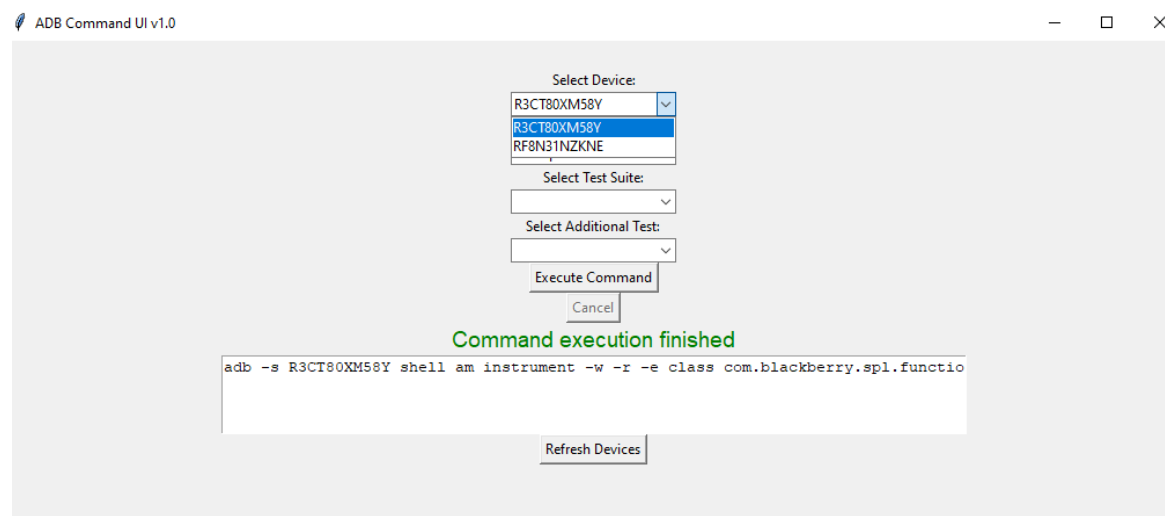 ADB Command UI v1.0
Select Device:
R3CT80XM58Y
R3CT80XM58Y
RF8N31NZKNE
Select Test Suite:
Select Additional Test:
Execute Command
Cancel
Command execution finished
adb -s R3CT80XM58Y shell am instrument -w -r -e class com.blackberry.spl.functio
Refresh Devices